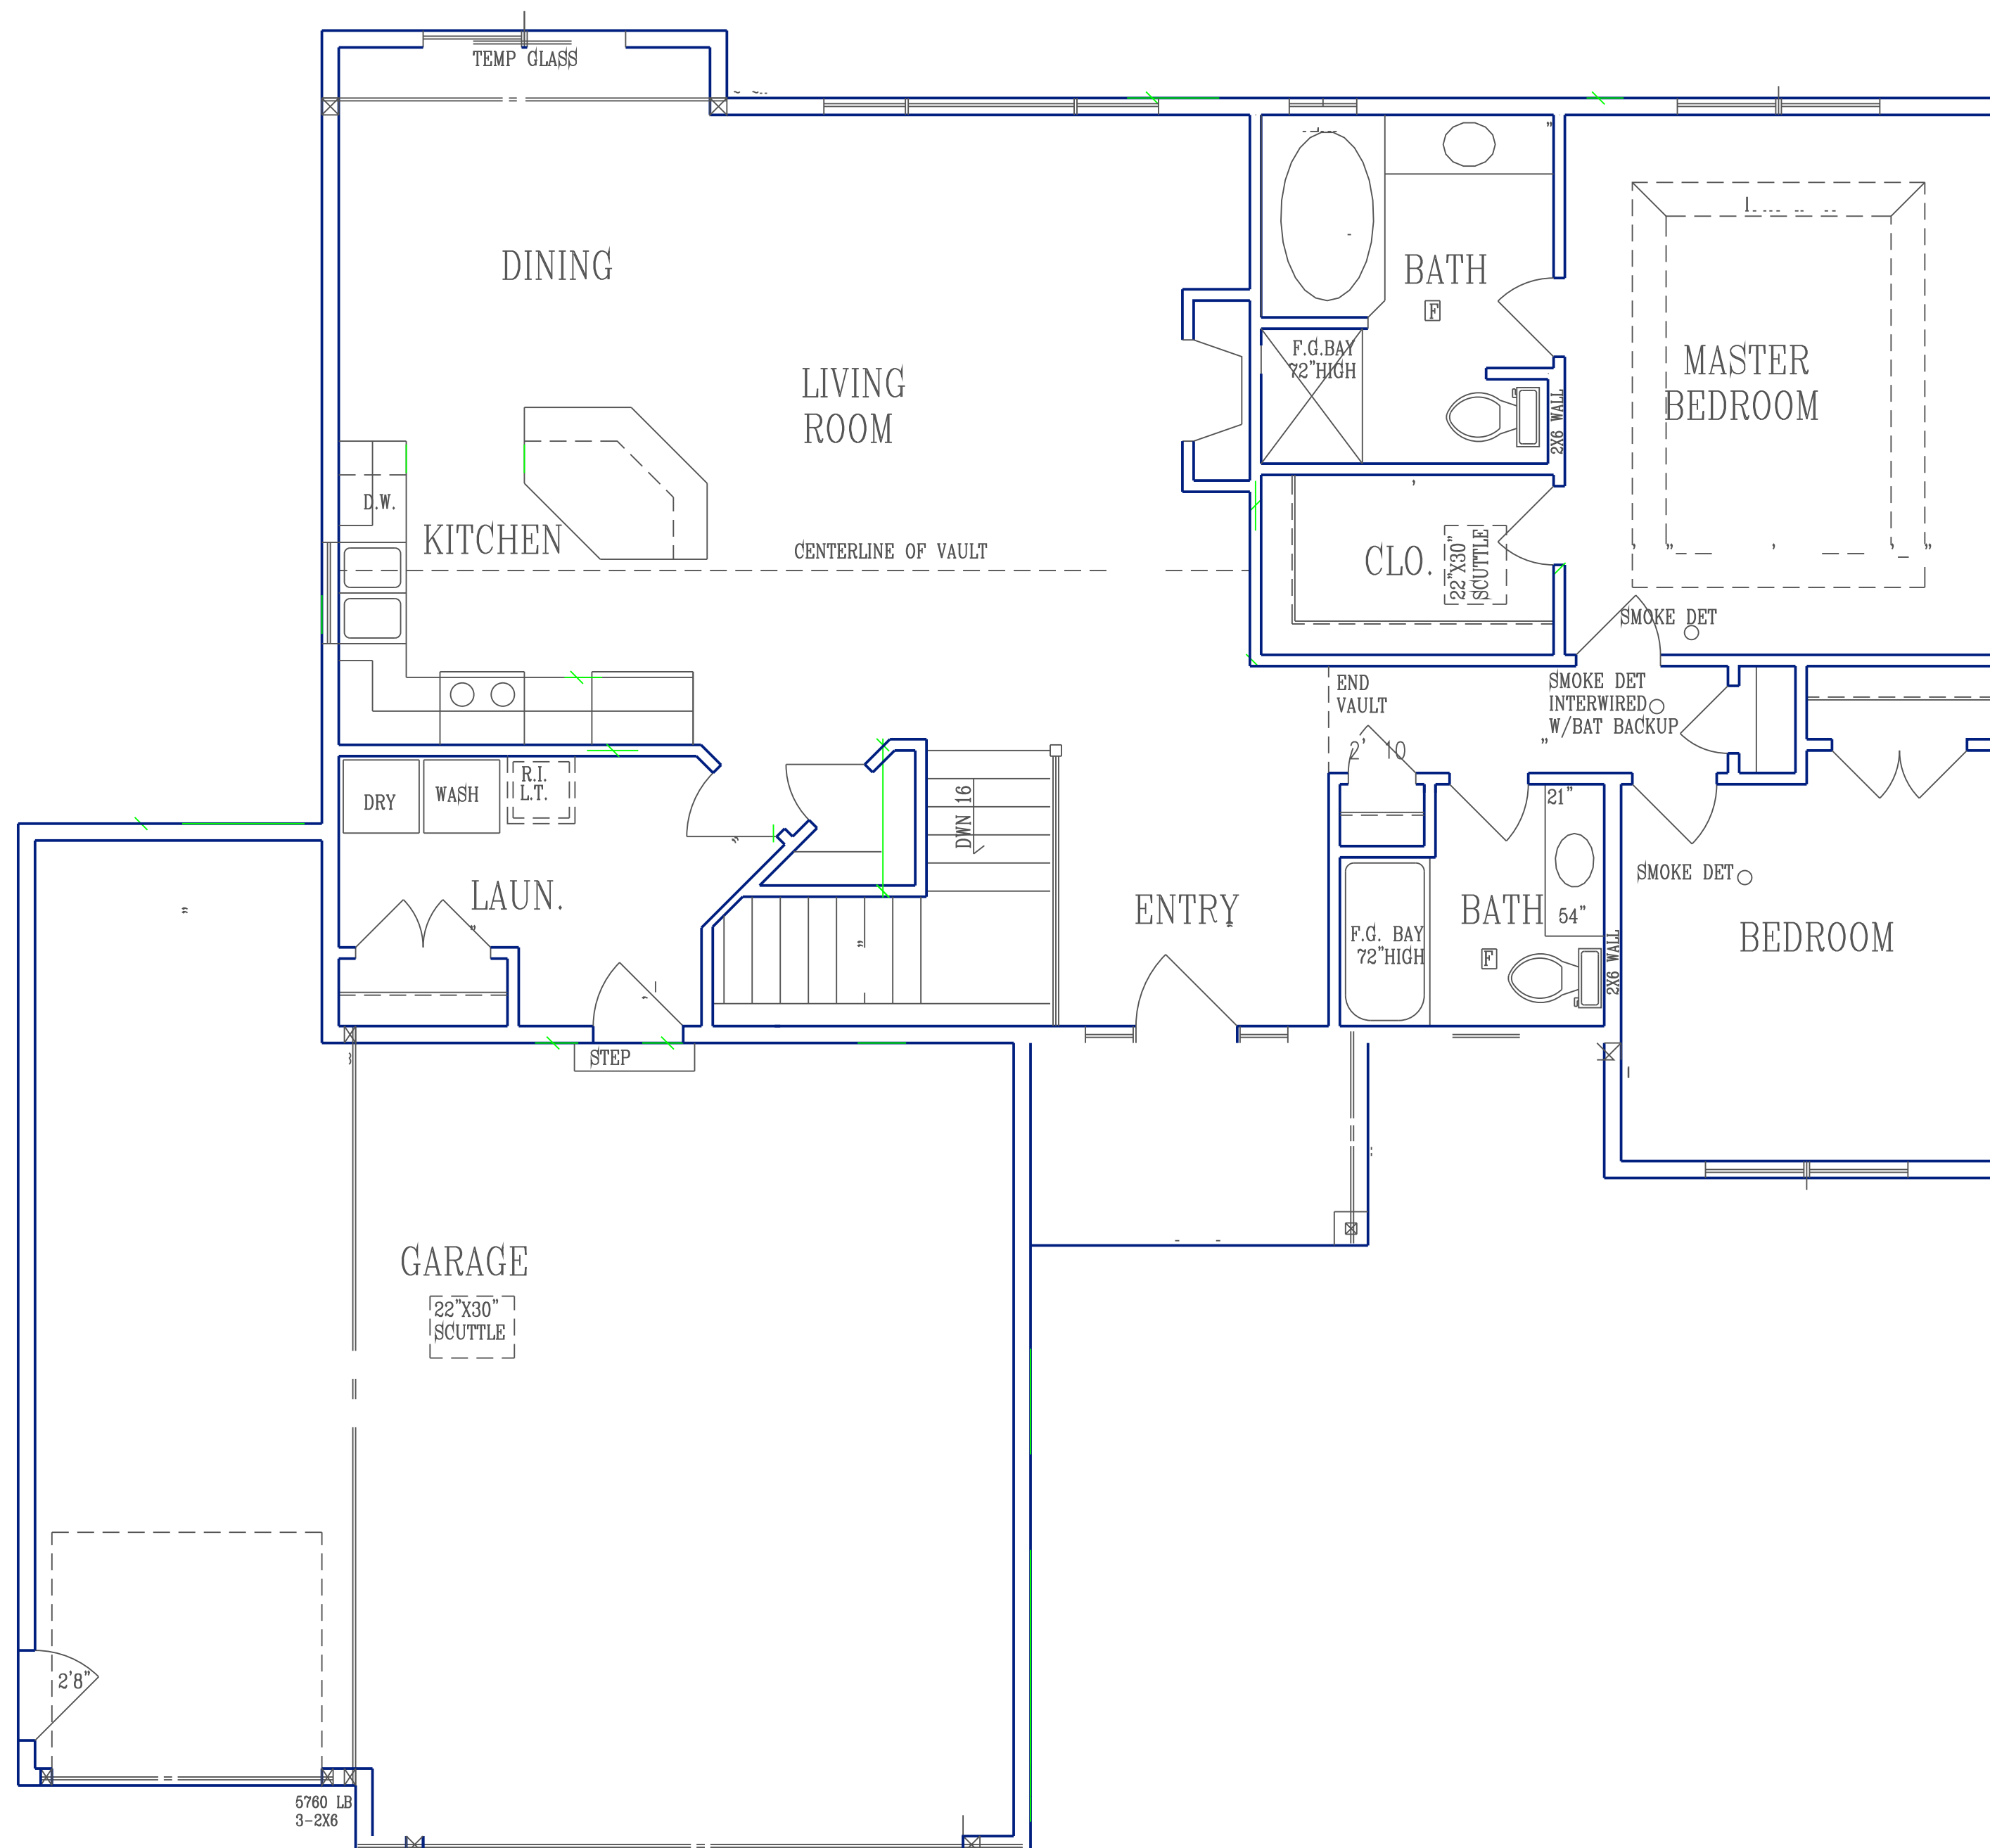 TEMP GLASS
DINING
BATH
F
LIVING
ROOM
F.G.BAY
72"HIGH
MASTER
BEDROOM
2X6 WALL
D.W.
KITCHEN
CENTERLINE OF VAULT
CLO.
22"X30"
SCUTTLE
SMOKE DET
END
VAULT
SMOKE DET
INTERWIRED
W/BAT BACKUP
2' 10
DRY
WASH
R.I.
L.T.
DWN 16
21"
SMOKE DET
LAUN.
ENTRY
BATH
54"
F.G. BAY
72"HIGH
F
2X6 WALL
BEDROOM
STEP
GARAGE
22"X30"
SCUTTLE
2'8"
5760 LB
3-2X6